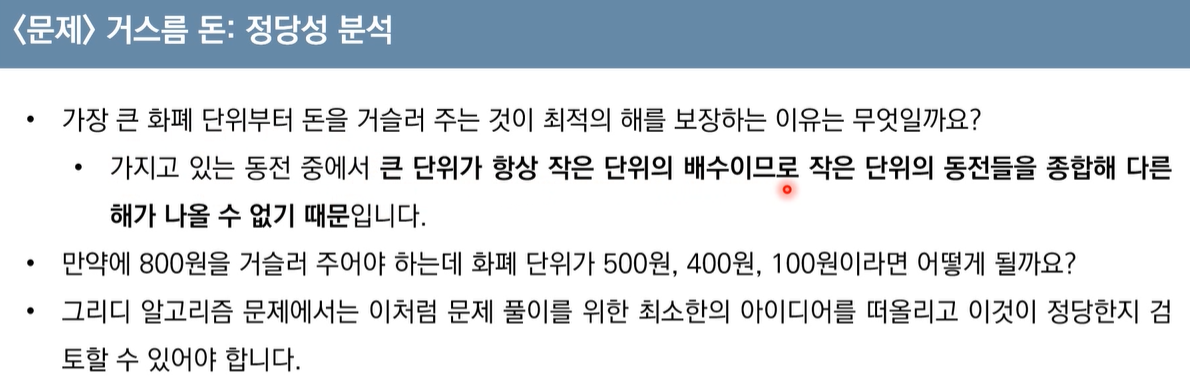 <문제> 거스름 돈: 정당성 분석
• 가장 큰 화폐 단위부터 돈을 거슬러 주는 것이 최적의 해를 보장하는 이유는 무엇일까요?
• 가지고 있는 동전 중에서 큰 단위가 항상 작은 단위의 배수이므로 작은 단위의 동전들을 종합해 다른
해가 나올 수 없기 때문입니다.
• 만약에 800원을 거슬러 주어야 하는데 화폐 단위가 500원, 400원, 100원이라면 어떻게 될까요?
• 그리디 알고리즘 문제에서는 이처럼 문제 풀이를 위한 최소한의 아이디어를 떠올리고 이것이 정당한지 검
토할 수 있어야 합니다.